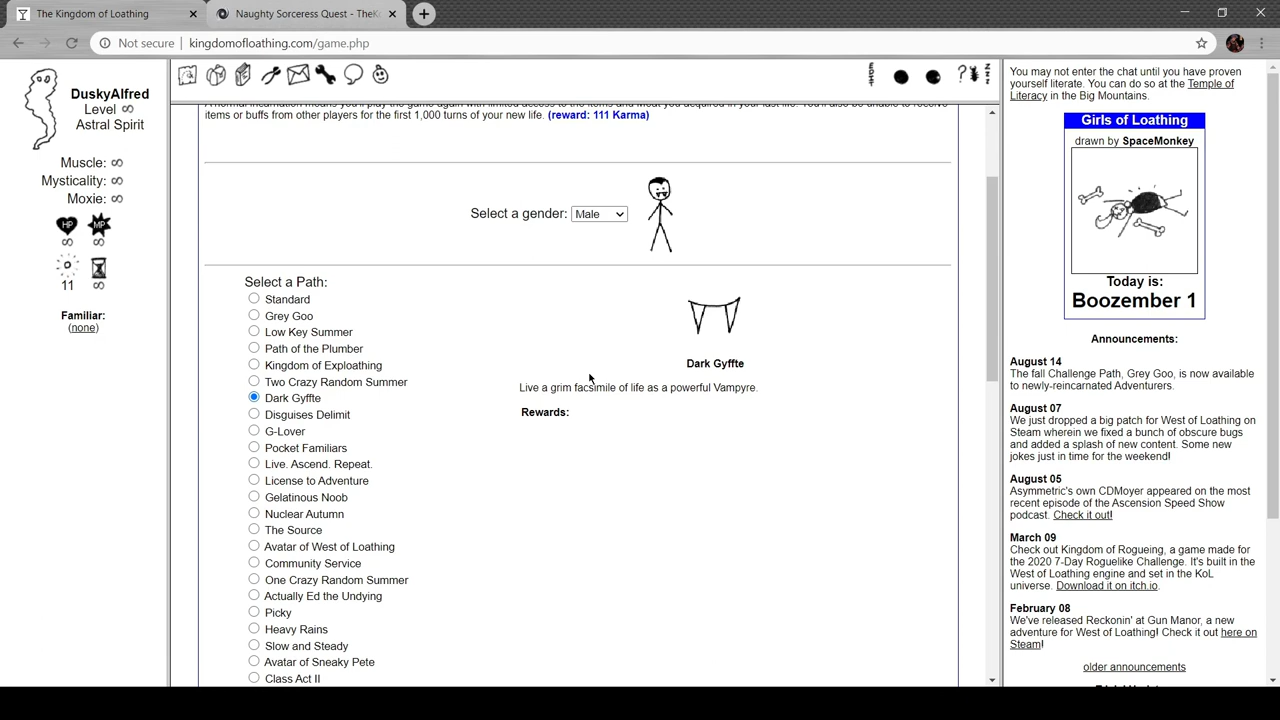 The Kingdom of Loathing
Naughty Sorceress Quest - TheK
Not secure
kingdomofloathing.com/game.php
DuskyAlfred
Level ∞
Astral Spirit
Muscle: ∞
Mysticality: ∞
Moxie: ∞
HP
MP
∞
∞
11
∞
Familiar:
(none)
items or buffs from other players for the first 1,000 turns of your new life. (reward: 111 Karma)
Select a gender: Male
Select a Path:
Standard
Grey Goo
Low Key Summer
Path of the Plumber
Kingdom of Exploathing
Two Crazy Random Summer
Dark Gyffte
Disguises Delimit
G-Lover
Pocket Familiars
Live. Ascend. Repeat.
License to Adventure
Gelatinous Noob
Nuclear Autumn
The Source
Avatar of West of Loathing
Community Service
One Crazy Random Summer
Actually Ed the Undying
Picky
Heavy Rains
Slow and Steady
Avatar of Sneaky Pete
Class Act II
Dark Gyffte
Live a grim facsimile of life as a powerful Vampyre.
Rewards:
You may not enter the chat until you have proven
yourself literate. You can do so at the Temple of
Literacy in the Big Mountains.
Girls of Loathing
drawn by SpaceMonkey
Today is:
Boozember 1
Announcements:
August 14
The fall Challenge Path, Grey Goo, is now available
to newly-reincarnated Adventurers.
August 07
We just dropped a big patch for West of Loathing on
Steam wherein we fixed a bunch of obscure bugs
and added a splash of new content. Some new
jokes just in time for the weekend!
August 05
Asymmetric's own CDMoyer appeared on the most
recent episode of the Ascension Speed Show
podcast. Check it out!
March 09
Check out Kingdom of Rogueing, a game made for
the 2020 7-Day Roguelike Challenge. It's built in the
West of Loathing engine and set in the KoL
universe. Download it on itch.io.
February 08
We've released Reckonin' at Gun Manor, a new
adventure for West of Loathing! Check it out here on
Steam!
older announcements